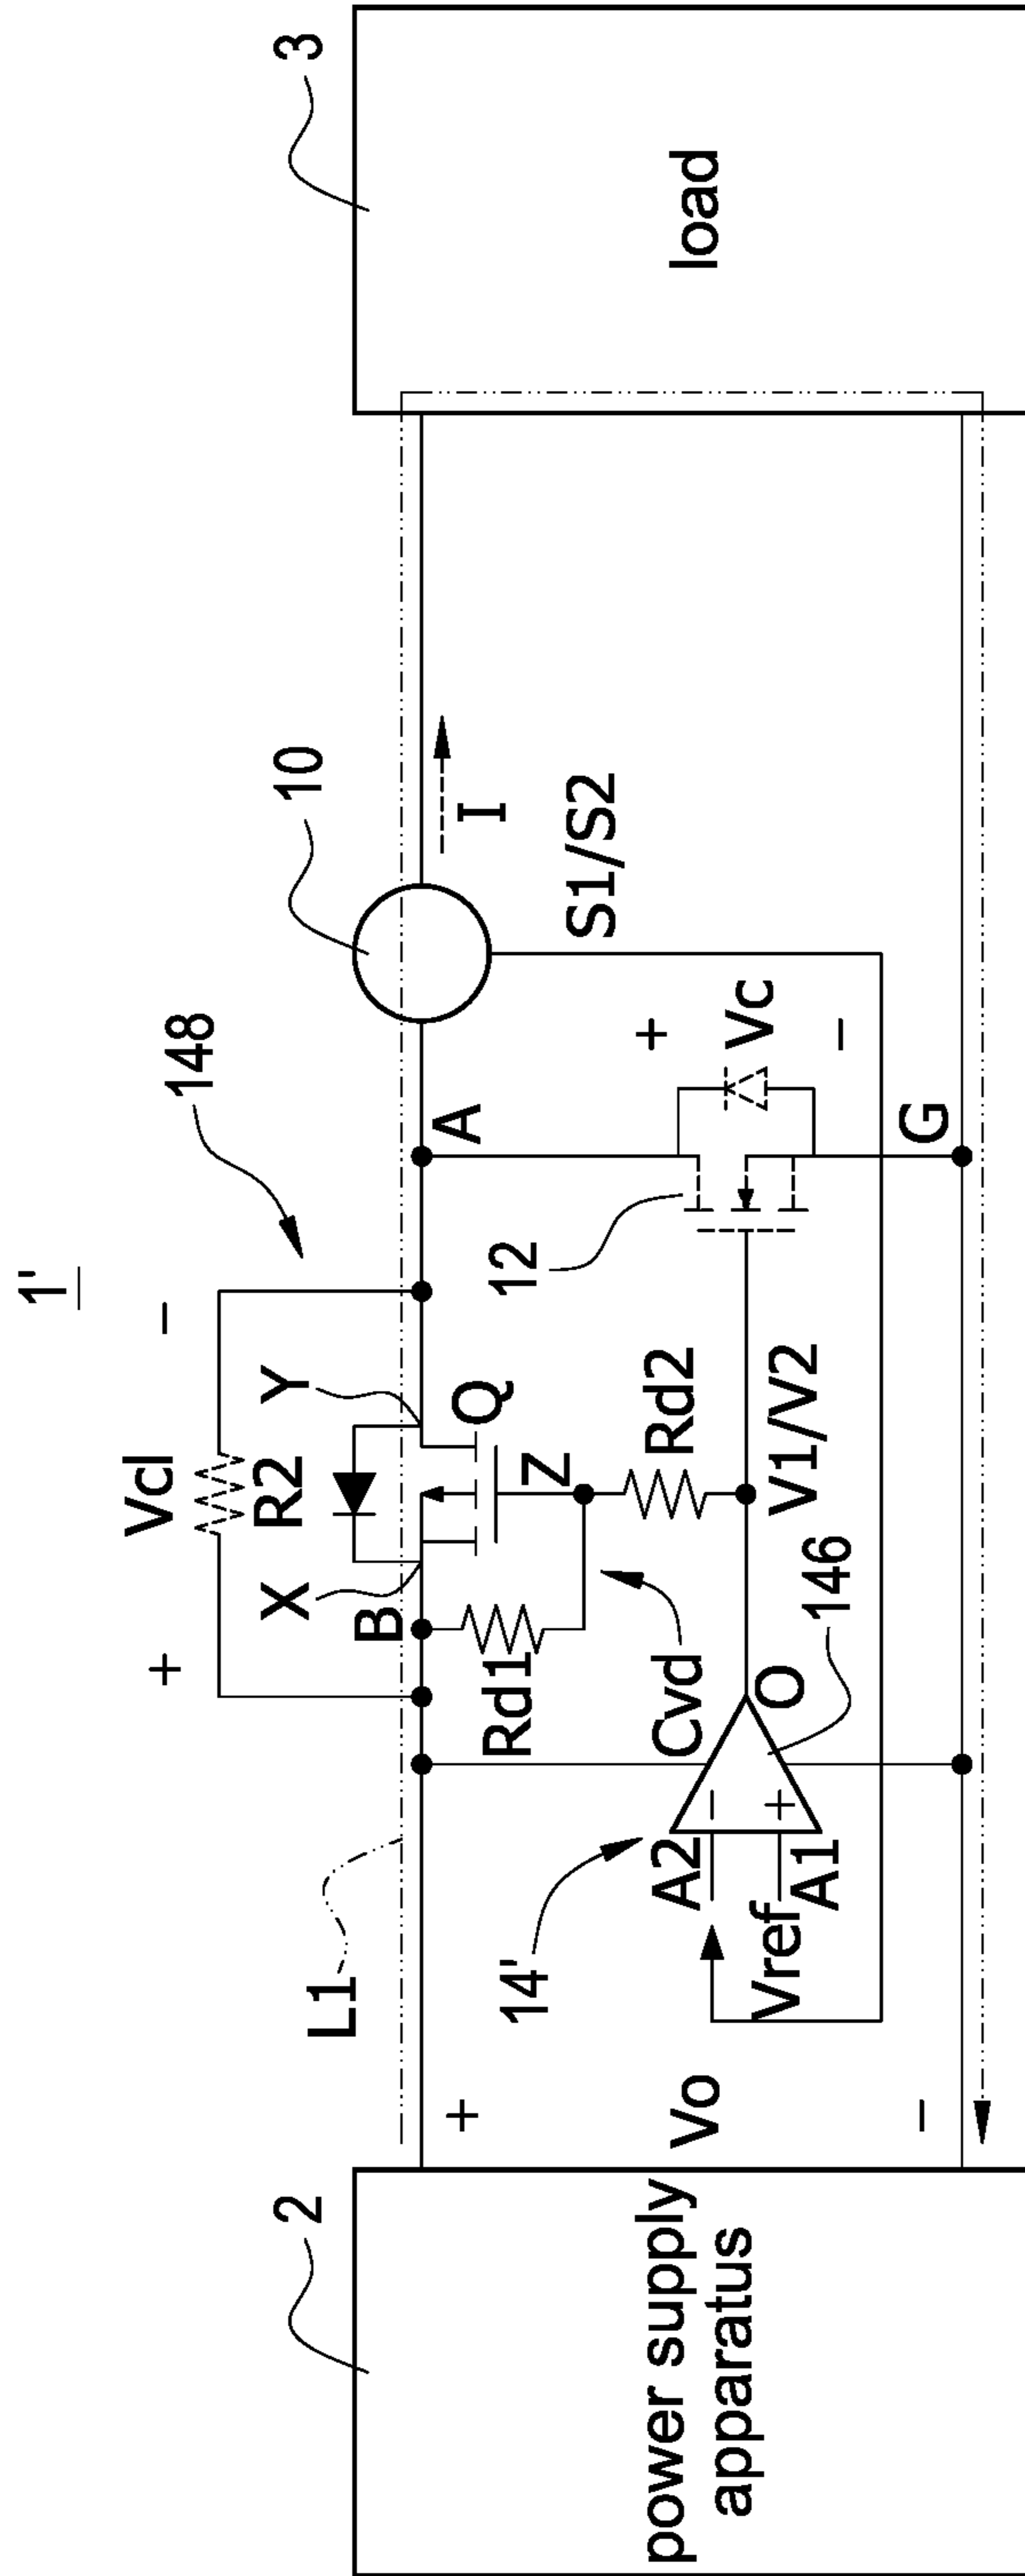 1'
148
Vcl
+
−
R2
10
2
3
X
Y
L1
B
Q
A
I
+
Rd1
Z
S1/S2
14'
Cvd
Rd2
12
+
Vc
−
A2
−
+
A1
Vref
O
146
V1/V2
G
Vo
−
power supply
apparatus
load